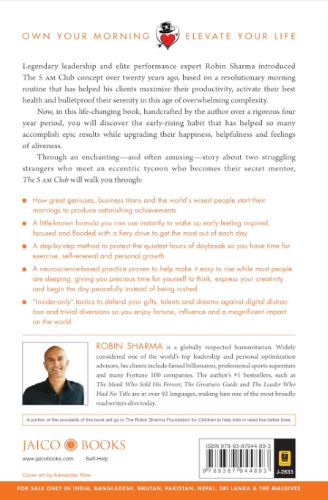 OWN YOUR MORNING ELEVATE YOUR LIFE
Legendary leadership and elite performance expert Robin Sharma introduced
The 5 AM Club concept over twenty years ago, based on a revolutionary morning
routine that has helped his clients maximize their productivity, activate their best
health and bulletproof their serenity in this age of overwhelming complexity.
Now, in this life-changing book, handcrafted by the author over a rigorous four
year period, you will discover the early-rising habit that has helped so many
accomplish epic results while upgrading their happiness, helpfulness and feelings
of aliveness.
Through an enchanting—and often amusing—story about two struggling
strangers who meet an eccentric tycoon who becomes their secret mentor,
The 5 AM Club will walk you through:
How great geniuses, business titans and the world's wisest people start their
mornings to produce astonishing achievements
A little-known formula you can use instantly to wake up early feeling inspired,
focused and flooded with a fiery drive to get the most out of each day
A step-by-step method to protect the quietest hours of daybreak so you have time for
exercise, self-renewal and personal growth
A neuroscience-based practice proven to help make it easy to rise while most people
are sleeping, giving you precious time for yourself to think, express your creativity
and begin the day peacefully instead of being rushed
"Insider-only" tactics to defend your gifts, talents and dreams against digital distrac-
tion and trivial diversions so you enjoy fortune, influence and a magnificent impact
on the world
ROBIN SHARMA is a globally respected humanitarian. Widely
considered one of the world's top leadership and personal optimization
advisors, his clients include famed billionaires, professional sports superstars
and many Fortune 100 companies. The author's #1 bestsellers, such as
The Monk Who Sold His Ferrari, The Greatness Guide and The Leader Who
Had No Title are in over 92 languages, making him one of the most broadly
read authors alive today.
A portion of the proceeds of this book will go to The Robin Sharma Foundation for Children to help kids in need live better lives
JAICO BOOKS
www.jaicobooks.com Self-Help
Cover art by Alexander Flow
ISBN 978-93-87944-89-3
9 789387 944893
J-2833
FOR SALE ONLY IN INDIA, BANGLADESH, BHUTAN, PAKISTAN, NEPAL, SRI LANKA & THE MALDIVES